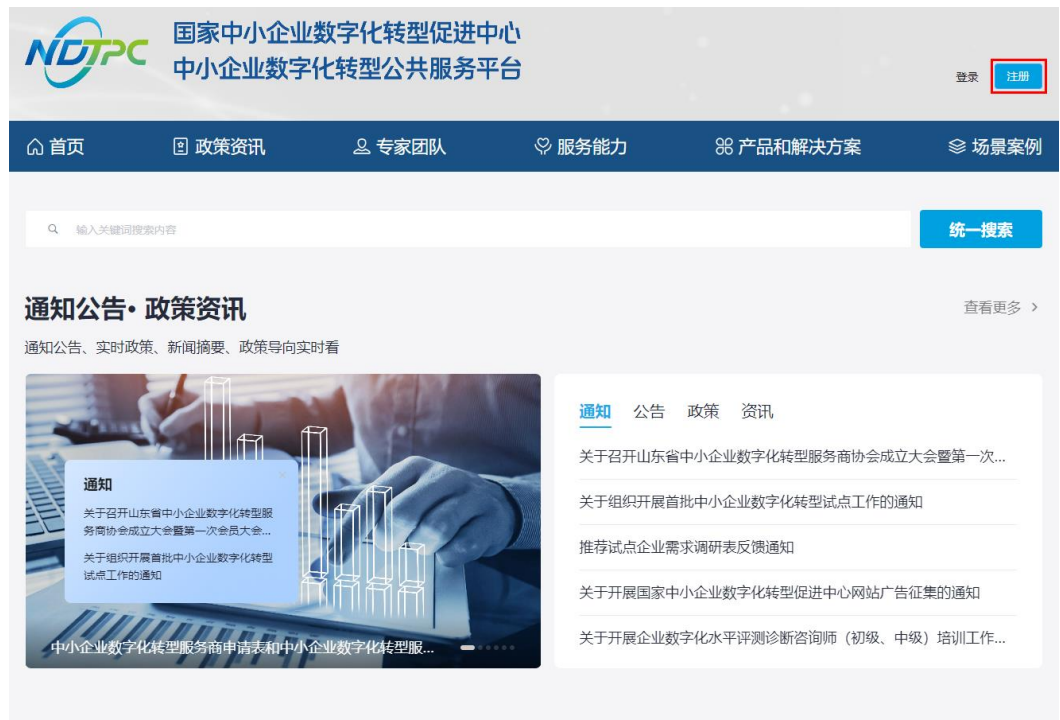 NDTPC
国家中小企业数字化转型促进中心
中小企业数字化转型公共服务平台
登录 注册
首页 政策资讯 专家团队 服务能力 产品和解决方案 场景案例
输入关键词搜索内容 统一搜索
通知公告· 政策资讯 查看更多 >
通知公告、实时政策、新闻摘要、政策导向实时看
通知
关于召开山东省中小企业数字化转型服
务商协会成立大会暨第一次会员大会...
关于组织开展首批中小企业数字化转型
试点工作的通知
中小企业数字化转型服务商申请表和中小企业数字化转型服...
通知 公告 政策 资讯
关于召开山东省中小企业数字化转型服务商协会成立大会暨第一次...
关于组织开展首批中小企业数字化转型试点工作的通知
推荐试点企业需求调研表反馈通知
关于开展国家中小企业数字化转型促进中心网站广告征集的通知
关于开展企业数字化水平评测诊断咨询师（初级、中级）培训工作...